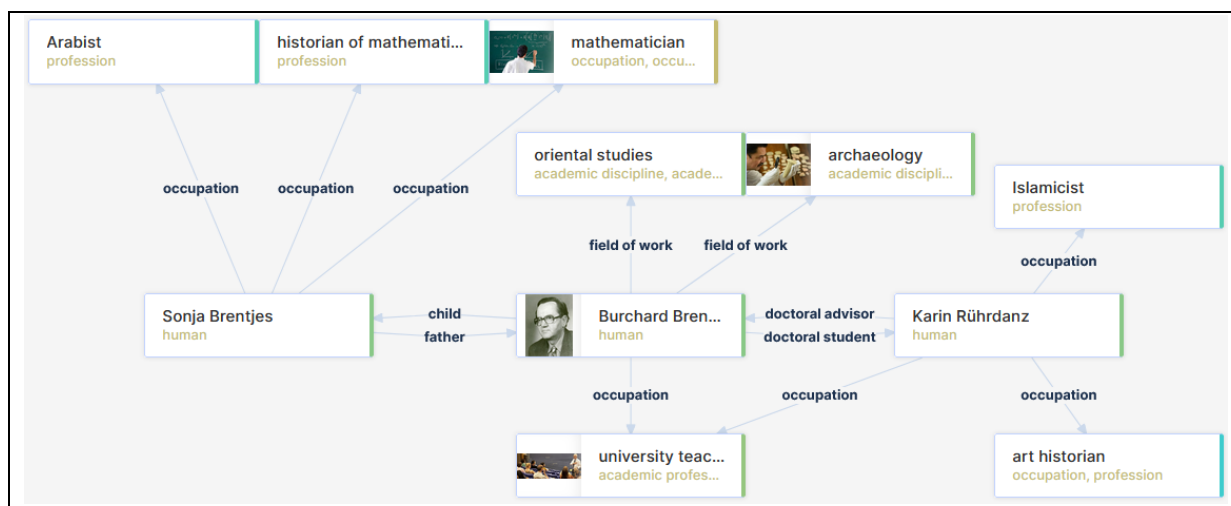 Arabist
profession
historian of mathemati...
profession
mathematician
occupation, occu...
occupation
occupation
occupation
oriental studies
academic discipline, acade...
archaeology
academic discipli...
Islamicist
profession
field of work
field of work
occupation
Sonja Brentjes
human
child
father
Burchard Bren...
human
doctoral advisor
doctoral student
Karin Rührdanz
human
occupation
occupation
occupation
university teac...
academic profes...
art historian
occupation, profession